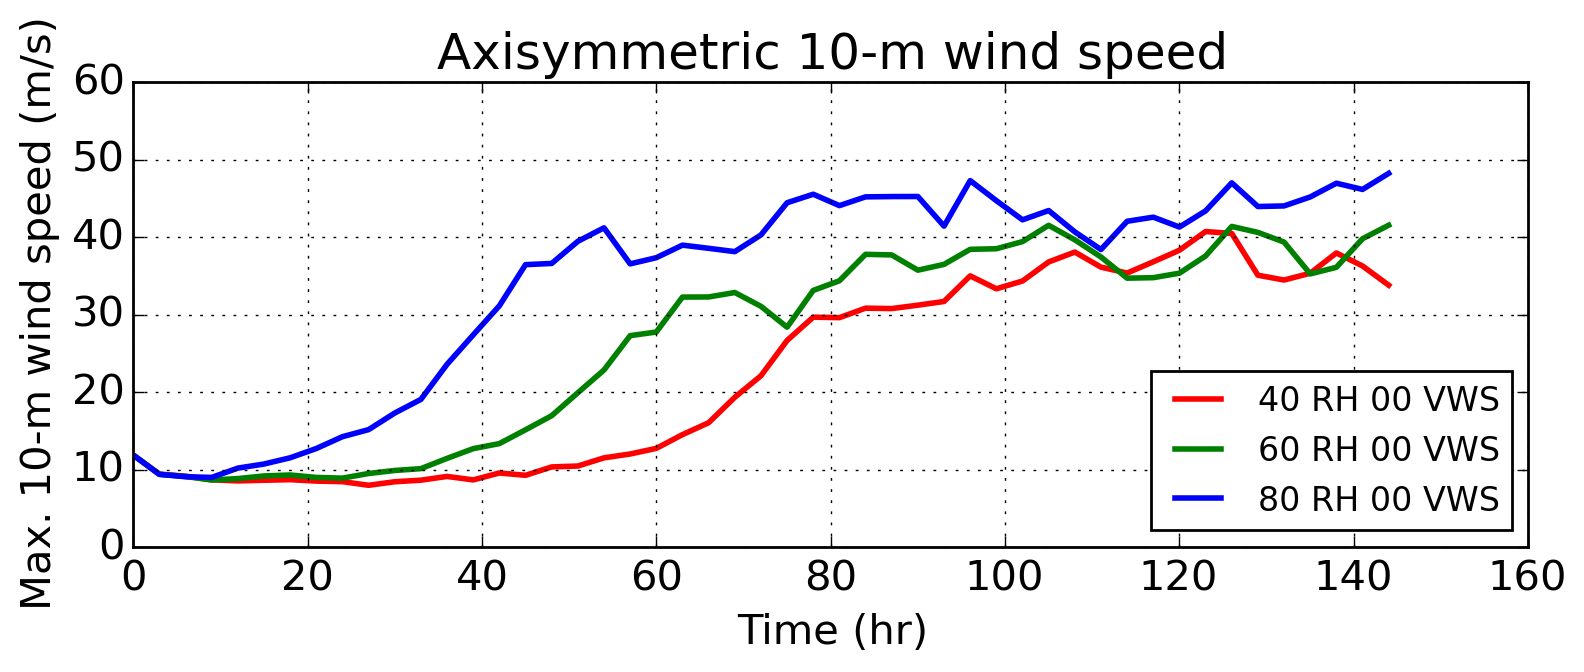 Axisymmetric 10-m wind speed
Max. 10-m wind speed (m/s)
60
50
40
30
20
10
0
40 RH 00 VWS
60 RH 00 VWS
80 RH 00 VWS
0 20 40 60 80 100 120 140 160
Time (hr)